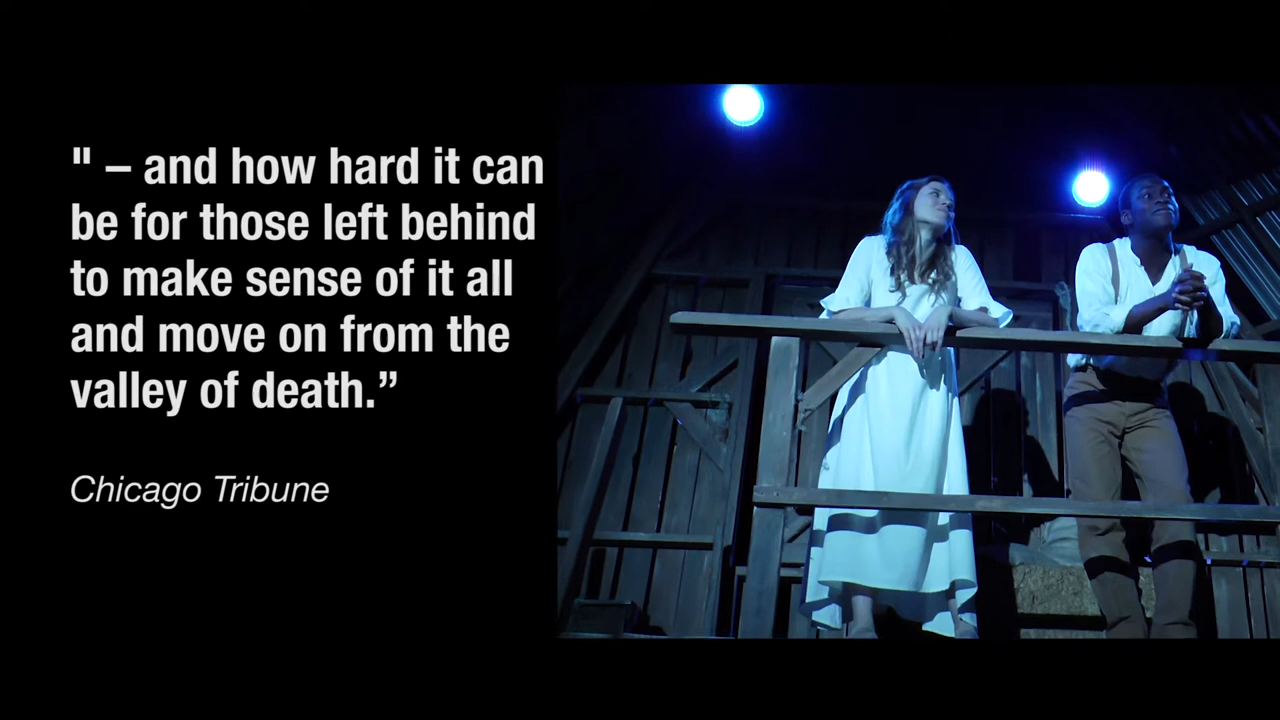 " – and how hard it can
be for those left behind
to make sense of it all
and move on from the
valley of death.”
Chicago Tribune